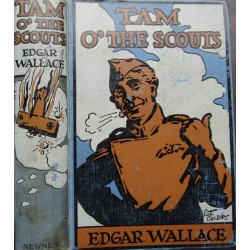 TAM
O' THE SCOUTS
EDGAR
WALLACE
NEWNES
TAM
O' THE SCOUTS
EDGAR WALLACE